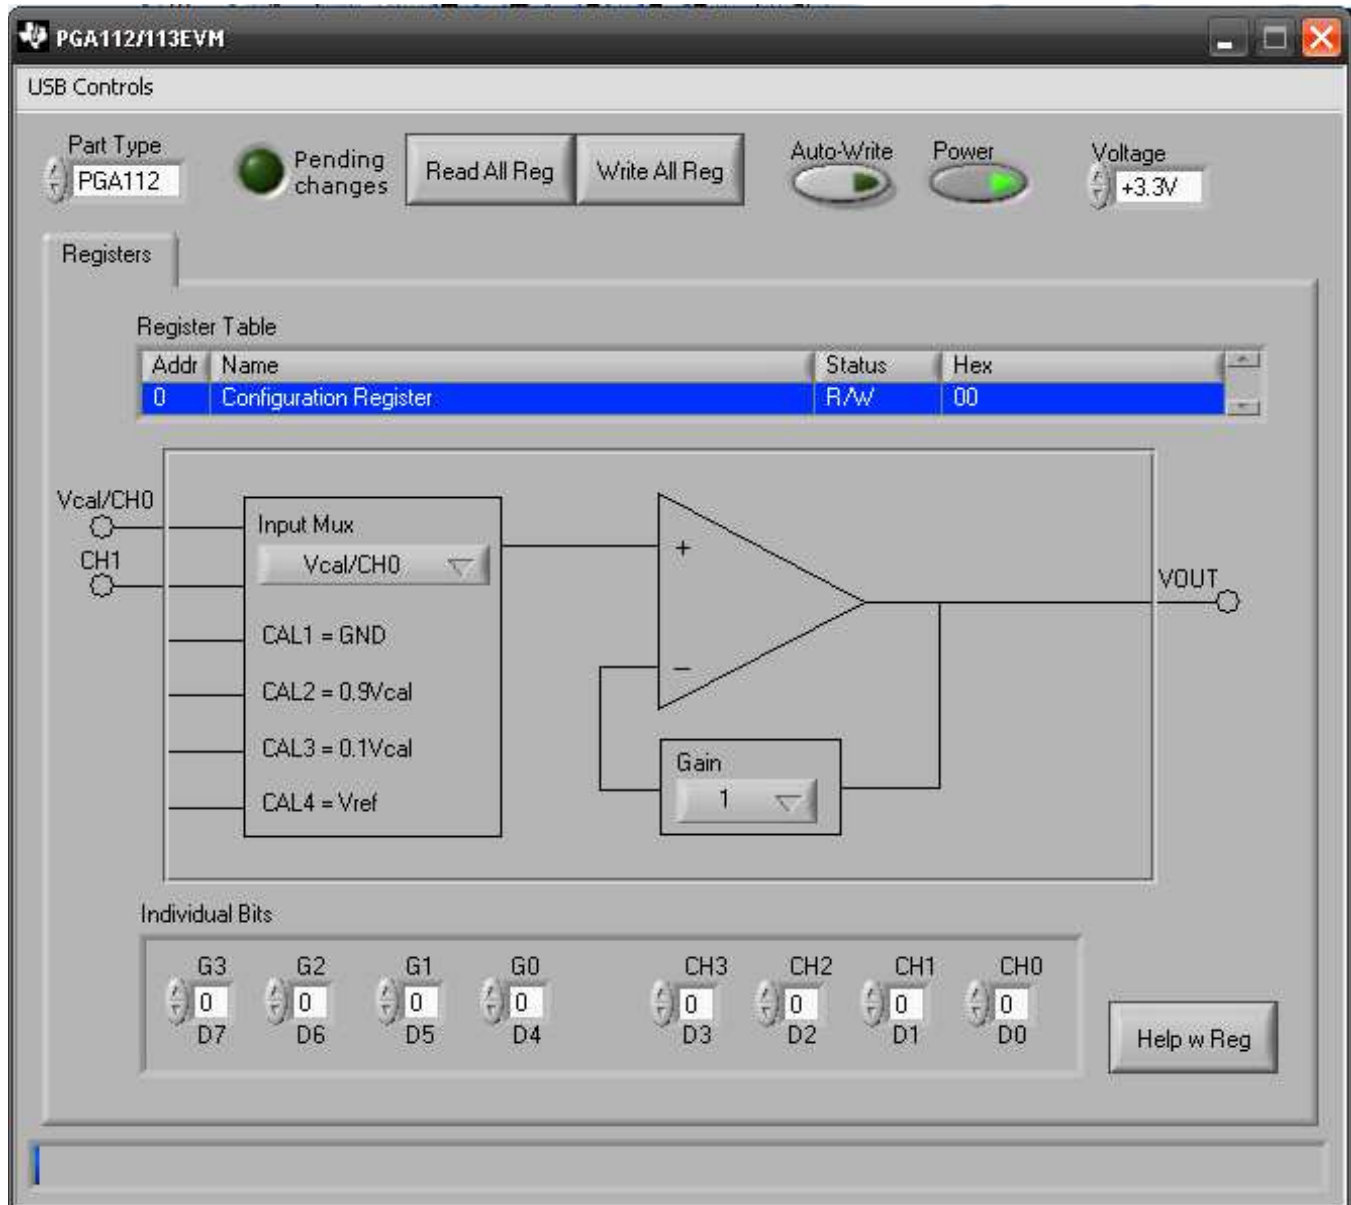 PGA112/113EVM
USB Controls
Part Type
PGA112
Pending
changes
Read All Reg
Write All Reg
Auto-Write
Power
Voltage
+3.3V
Registers
Register Table
Addr Name Status Hex
0 Configuration Register R/W 00
Vcal/CH0
CH1
Input Mux
Vcal/CH0
CAL1 = GND
CAL2 = 0.9Vcal
CAL3 = 0.1Vcal
CAL4 = Vref
+
−
Gain
1
VOUT
Individual Bits
G3 G2 G1 G0 CH3 CH2 CH1 CH0
0 0 0 0 0 0 0 0
D7 D6 D5 D4 D3 D2 D1 D0
Help w Reg